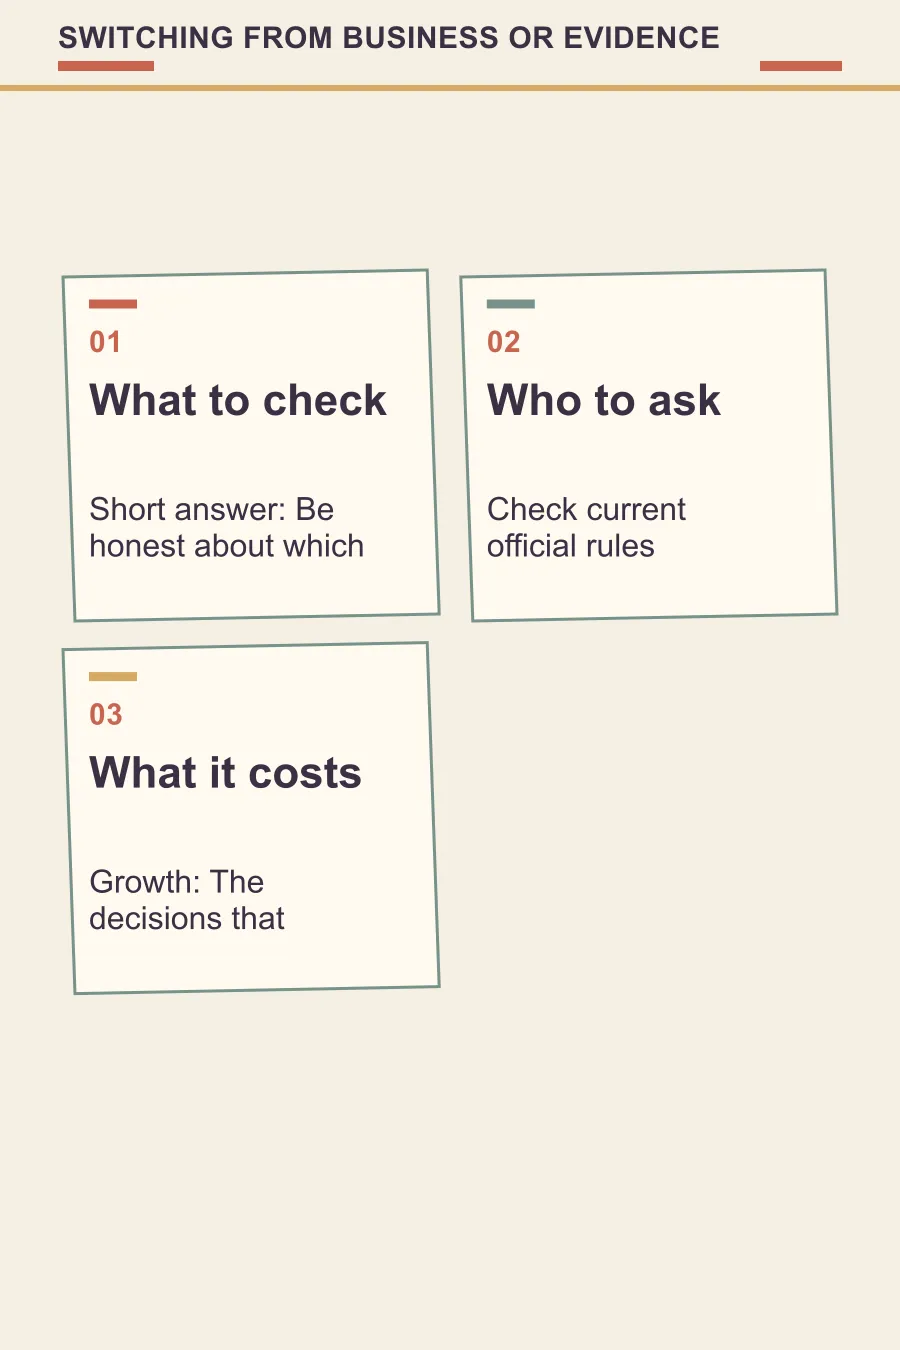 SWITCHING FROM BUSINESS OR EVIDENCE
01
What to check
Short answer: Be
honest about which
02
Who to ask
Check current
official rules
03
What it costs
Growth: The
decisions that